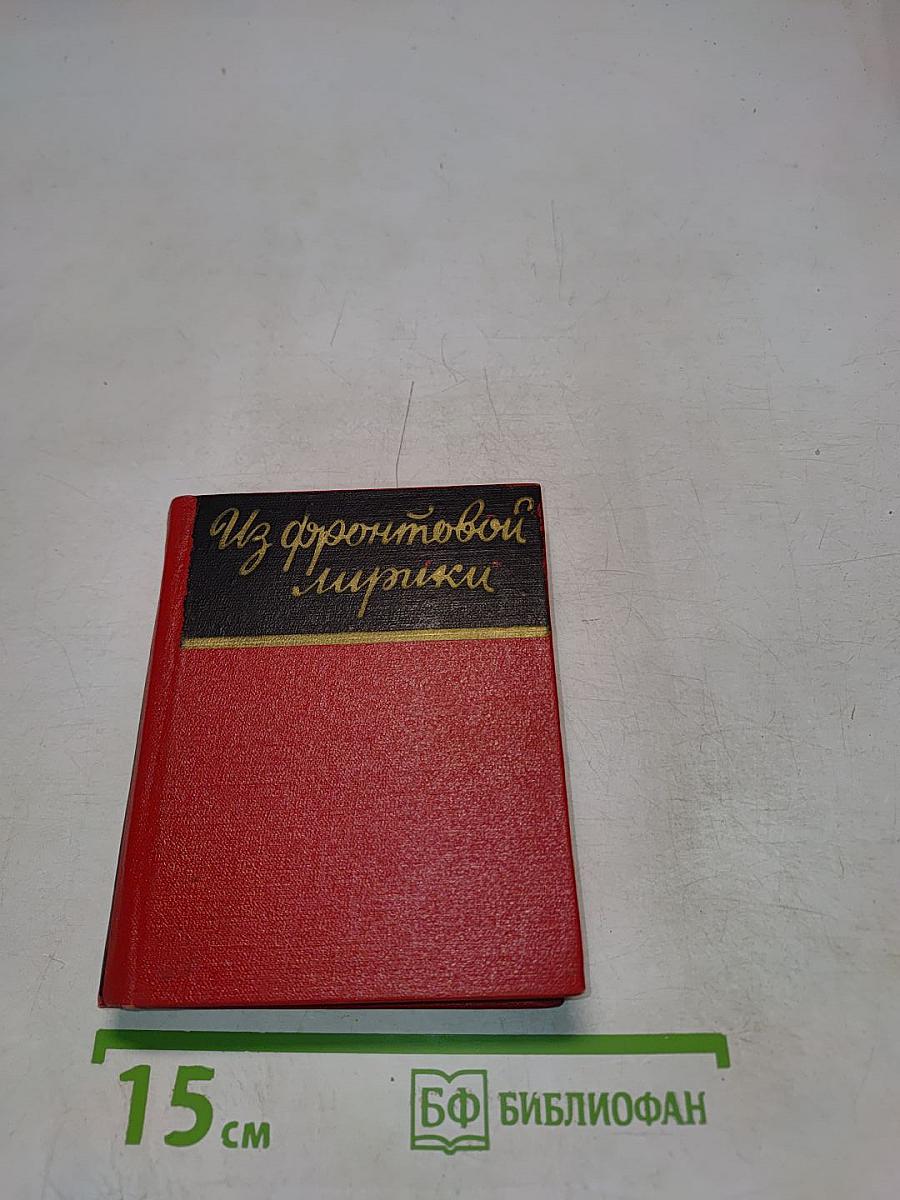 Из фронтовой
лирики
15 см
БФ БИБЛИОФАН